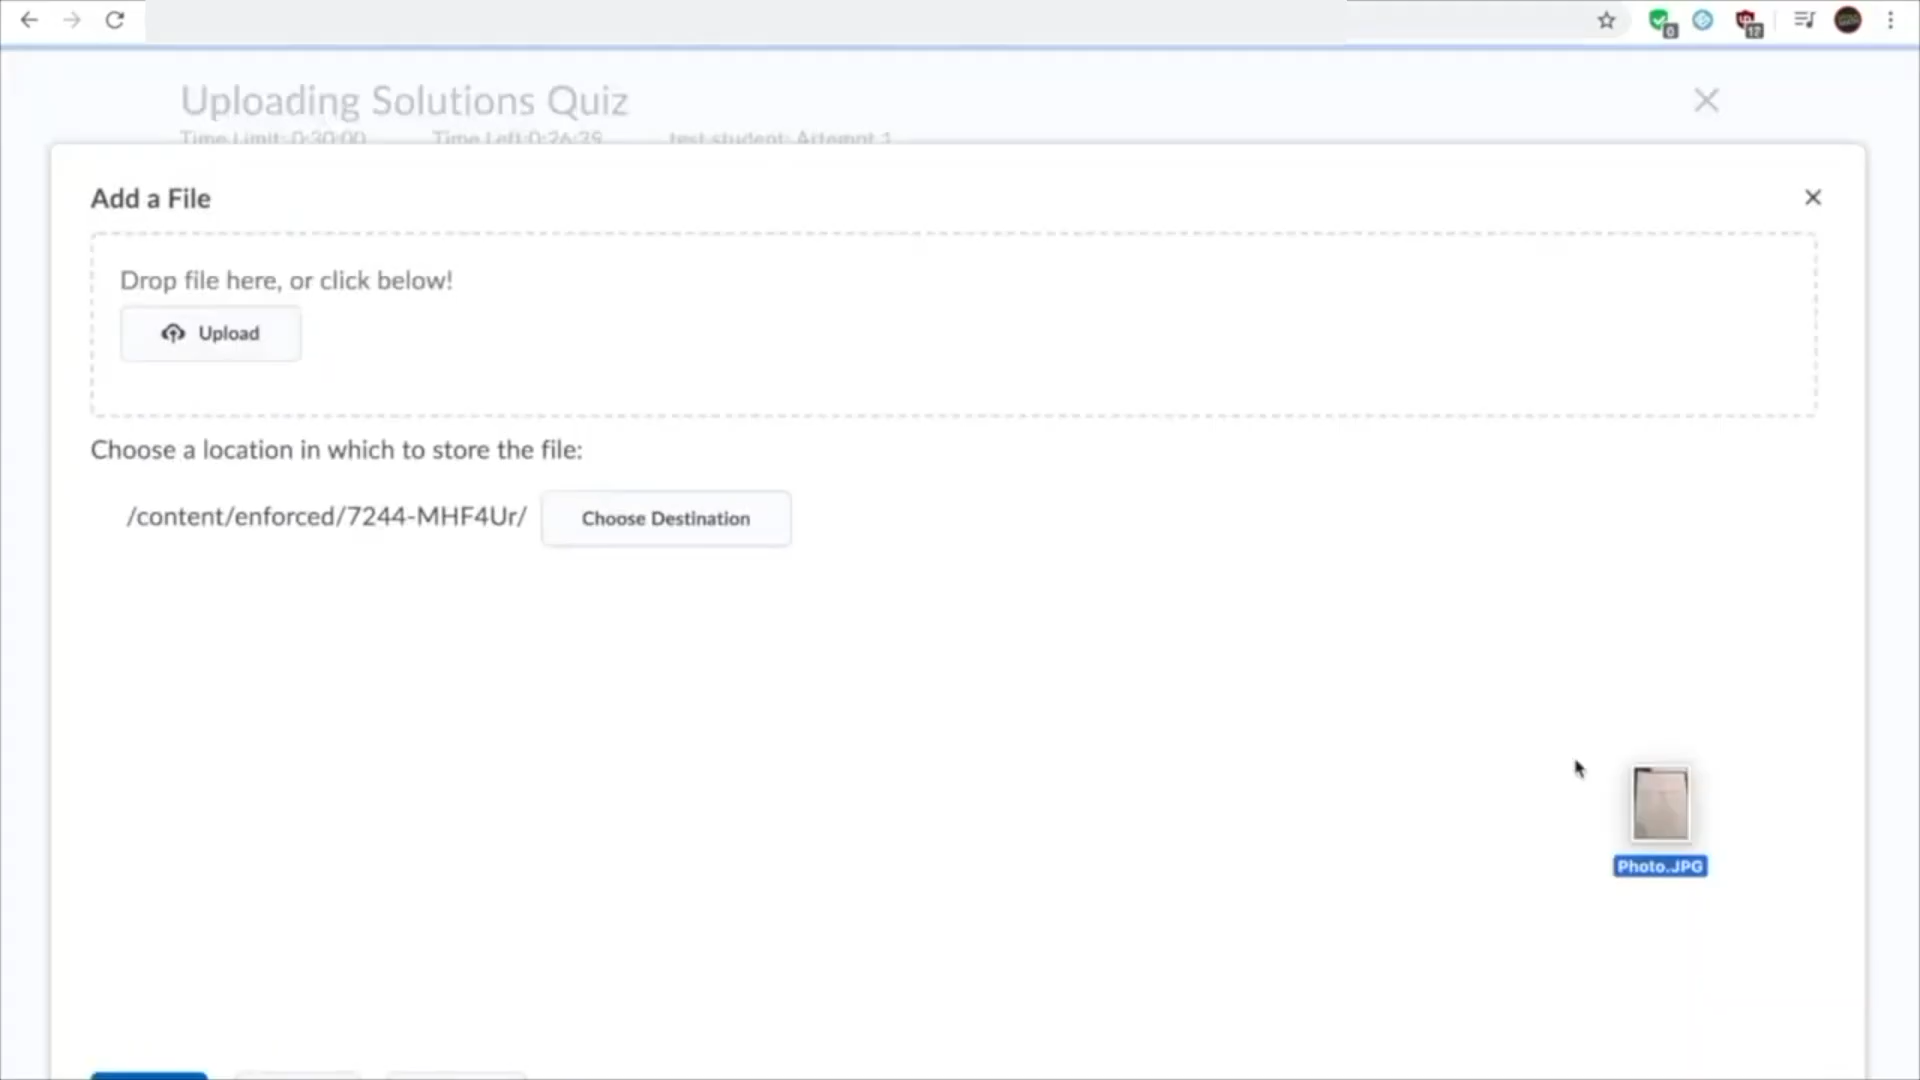 0
12
Uploading Solutions Quiz
Time Limit: 0:30:00 Time Left:0:26:39 test student: Attempt 1
Add a File
Drop file here, or click below!
Upload
Choose a location in which to store the file:
/content/enforced/7244-MHF4Ur/ Choose Destination
Photo.JPG